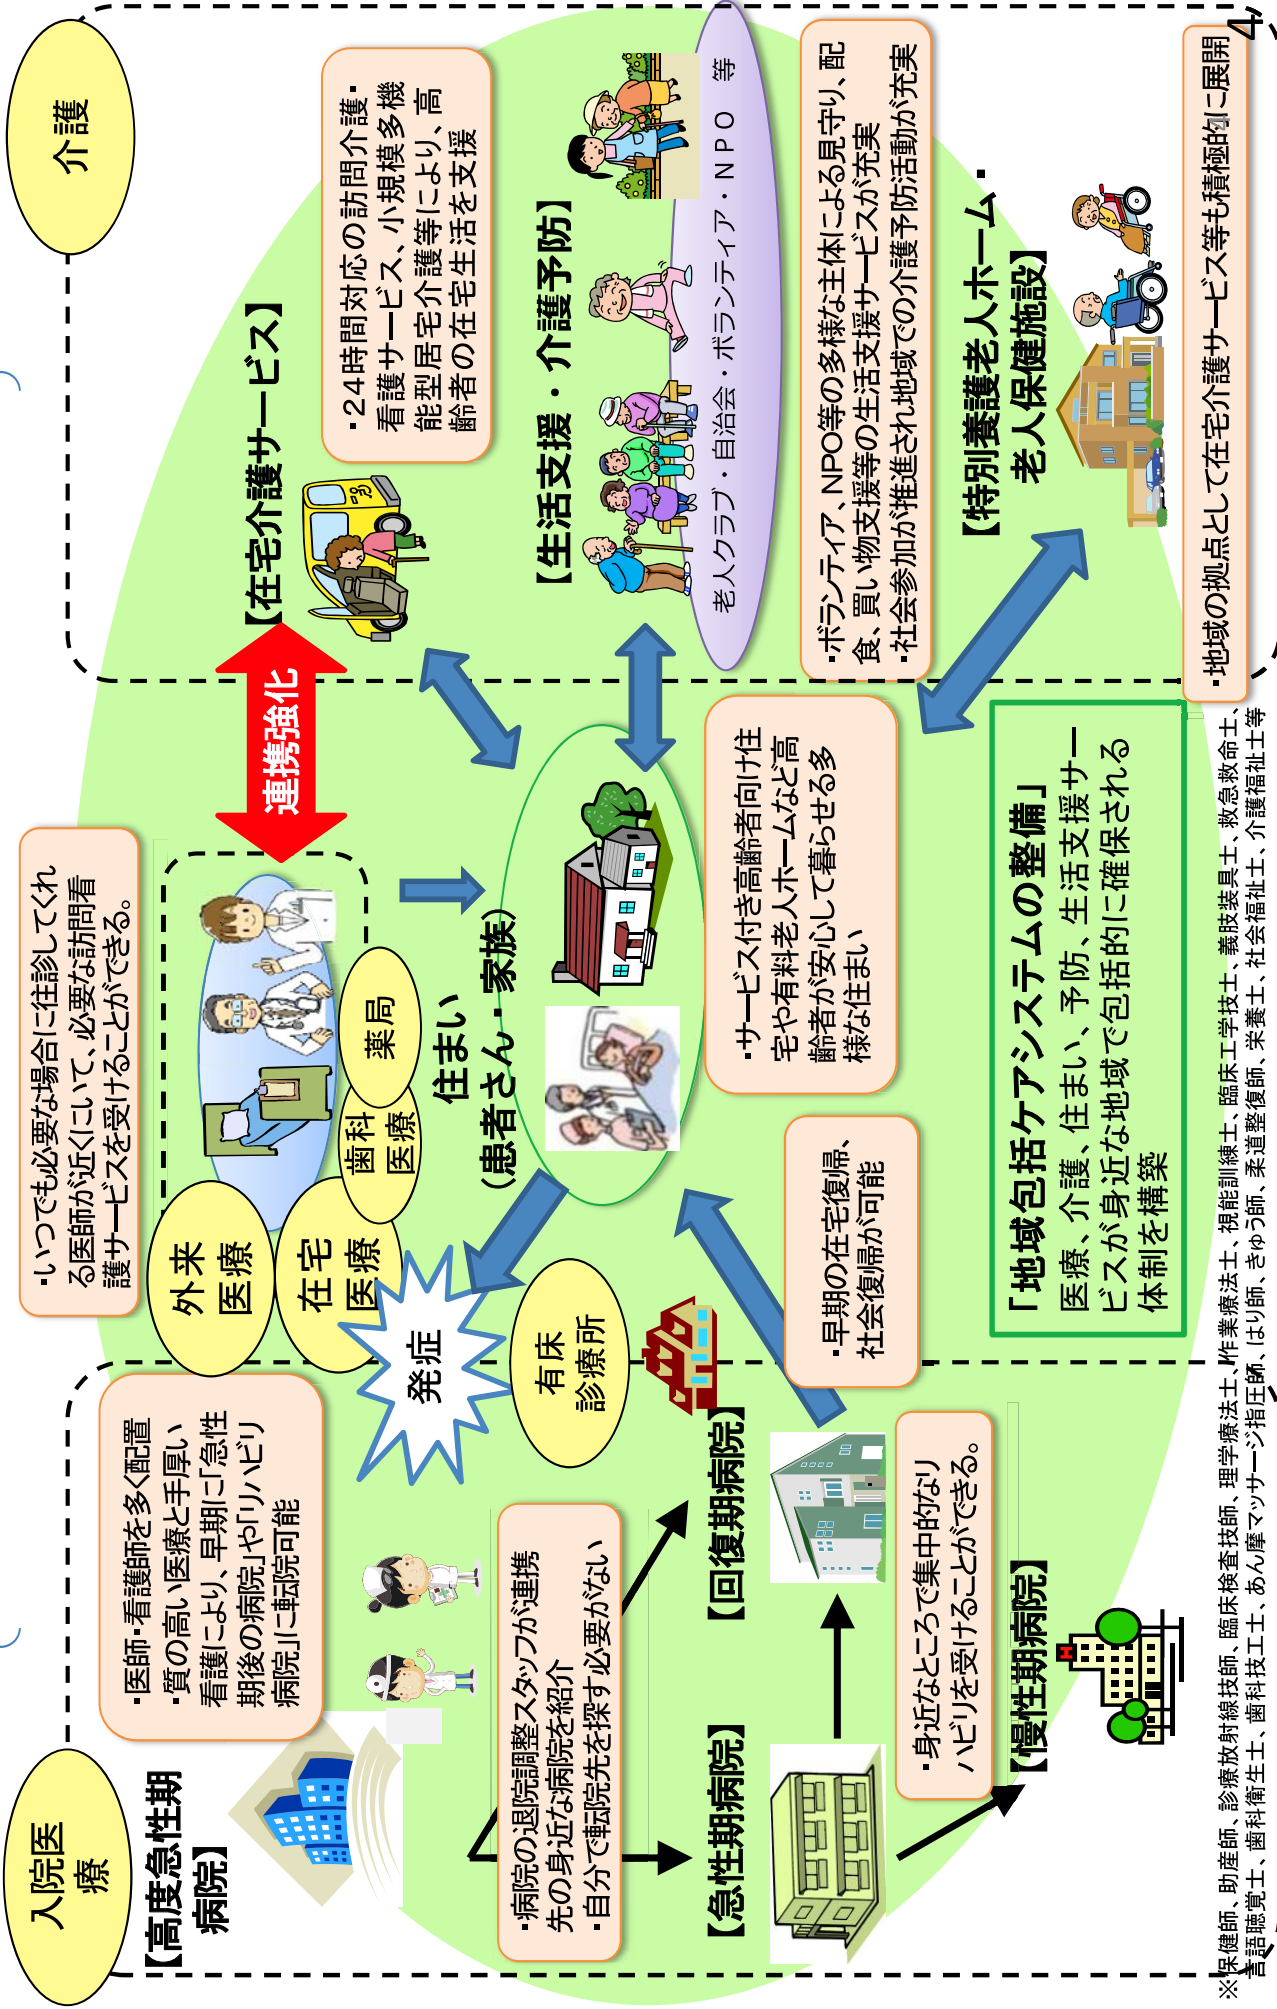 入院医
療
【高度急性期
病院】
・医師・看護師を多く配置
・質の高い医療と手厚い
看護により、早期に「急性
期後の病院」や「リハビリ
病院」に転院可能
・病院の退院調整スタッフが連携
先の身近な病院を紹介
・自分で転院先を探す必要がない
【急性期病院】
【回復期病院】
・身近なところで集中的なリ
ハビリを受けることができる。
【慢性期病院】
・いつでも必要な場合に往診してくれ
る医師が近くにいて、必要な訪問看
護サービスを受けることができる。
外来
医療
在宅
医療
歯科
医療
薬局
発症
有床
診療所
住まい
（患者さん・家族）
・早期の在宅復帰、
社会復帰が可能
・サービス付き高齢者向け住
宅や有料老人ホームなど高
齢者が安心して暮らせる多
様な住まい
「地域包括ケアシステムの整備」
医療、介護、住まい、予防、生活支援サー
ビスが身近な地域で包括的に確保される
体制を構築
連携強化
介護
【在宅介護サービス】
・24時間対応の訪問介護・
看護サービス、小規模多機
能型居宅介護等により、高
齢者の在宅生活を支援
【生活支援・介護予防】
老人クラブ・自治会・ボランティア・NPO 等
・ボランティア、NPO等の多様な主体による見守り、配
食、買い物支援等の生活支援サービスが充実
・社会参加が推進され地域での介護予防活動が充実
【特別養護老人ホーム・
老人保健施設】
・地域の拠点として在宅介護サービス等も積極的に展開
※保健師、助産師、診療放射線技師、臨床検査技師、理学療法士、作業療法士、視能訓練士、臨床工学技士、義肢装具士、救急救命士、
言語聴覚士、歯科衛生士、歯科技工士、あん摩マッサージ指圧師、はり師、きゅう師、柔道整復師、栄養士、社会福祉士、介護福祉士等
4